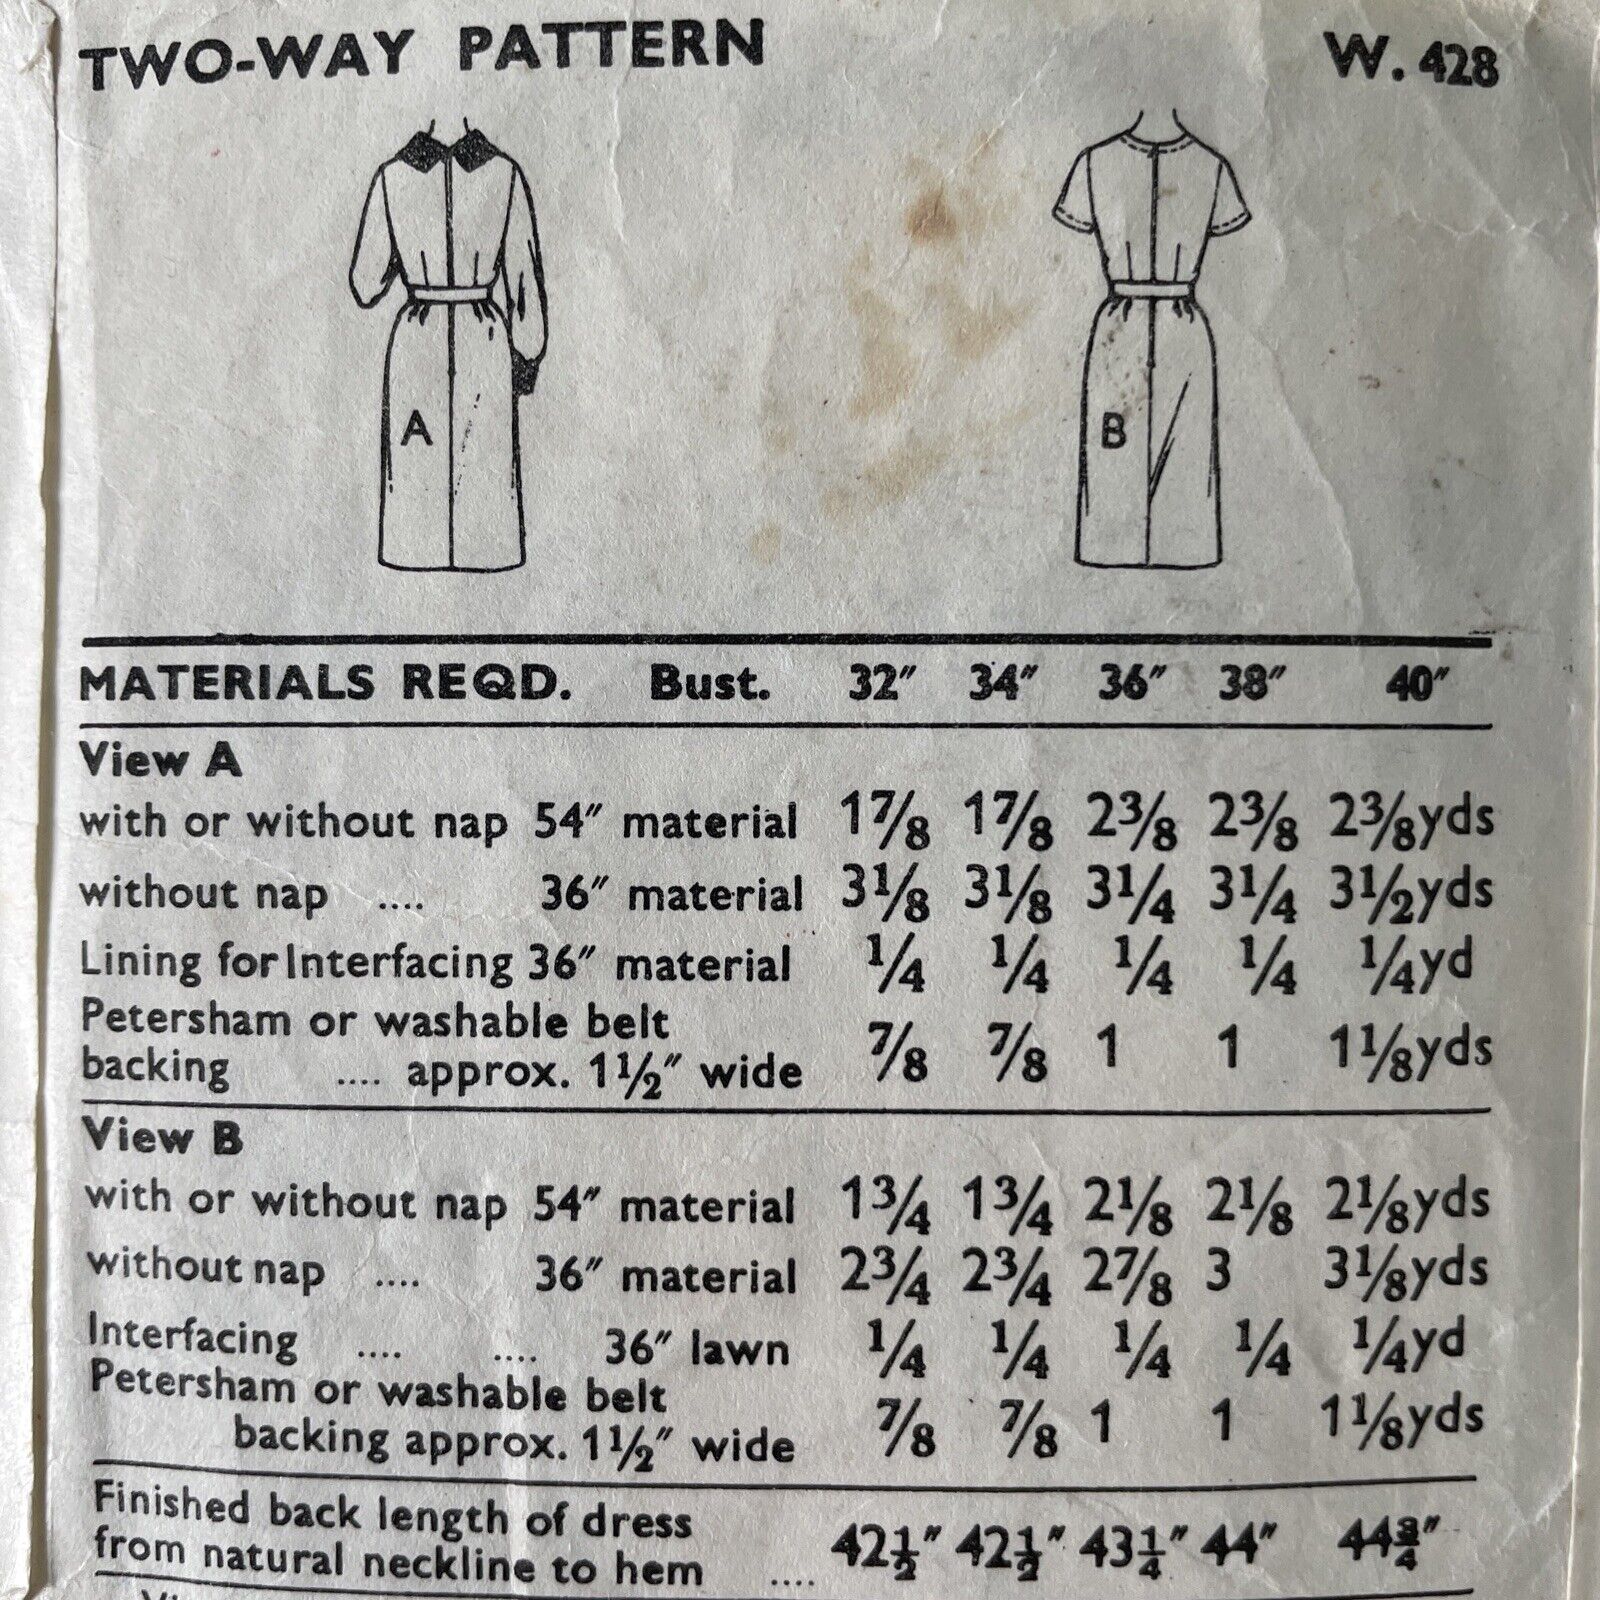 TWO-WAY PATTERN W. 428
A B
MATERIALS REQD. Bust. 32″ 34″ 36″ 38″ 40″
View A
with or without nap 54″ material 1⅞ 1⅞ 2⅜ 2⅜ 2⅜yds
without nap .... 36″ material 3⅛ 3⅛ 3¼ 3¼ 3½yds
Lining for Interfacing 36″ material ¼ ¼ ¼ ¼ ¼yd
Petersham or washable belt
backing .... approx. 1½″ wide ⅞ ⅞ 1 1 1⅛yds
View B
with or without nap 54″ material 1¾ 1¾ 2⅛ 2⅛ 2⅛yds
without nap .... 36″ material 2¾ 2¾ 2⅞ 3 3⅛yds
Interfacing .... .... 36″ lawn ¼ ¼ ¼ ¼ ¼yd
Petersham or washable belt
backing approx. 1½″ wide ⅞ ⅞ 1 1 1⅛yds
Finished back length of dress
from natural neckline to hem .... 42½″ 42½″ 43¼″ 44″ 44¾″